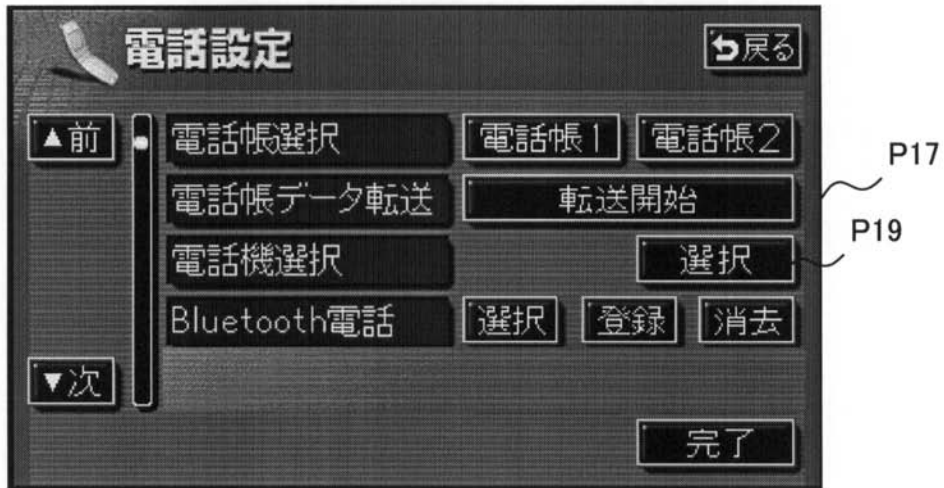 電話設定 戻る
▲前 電話帳選択 電話帳1 電話帳2
P17
電話帳データ転送 転送開始
P19
電話機選択 選択
Bluetooth電話 選択 登録 消去
▼次
完了